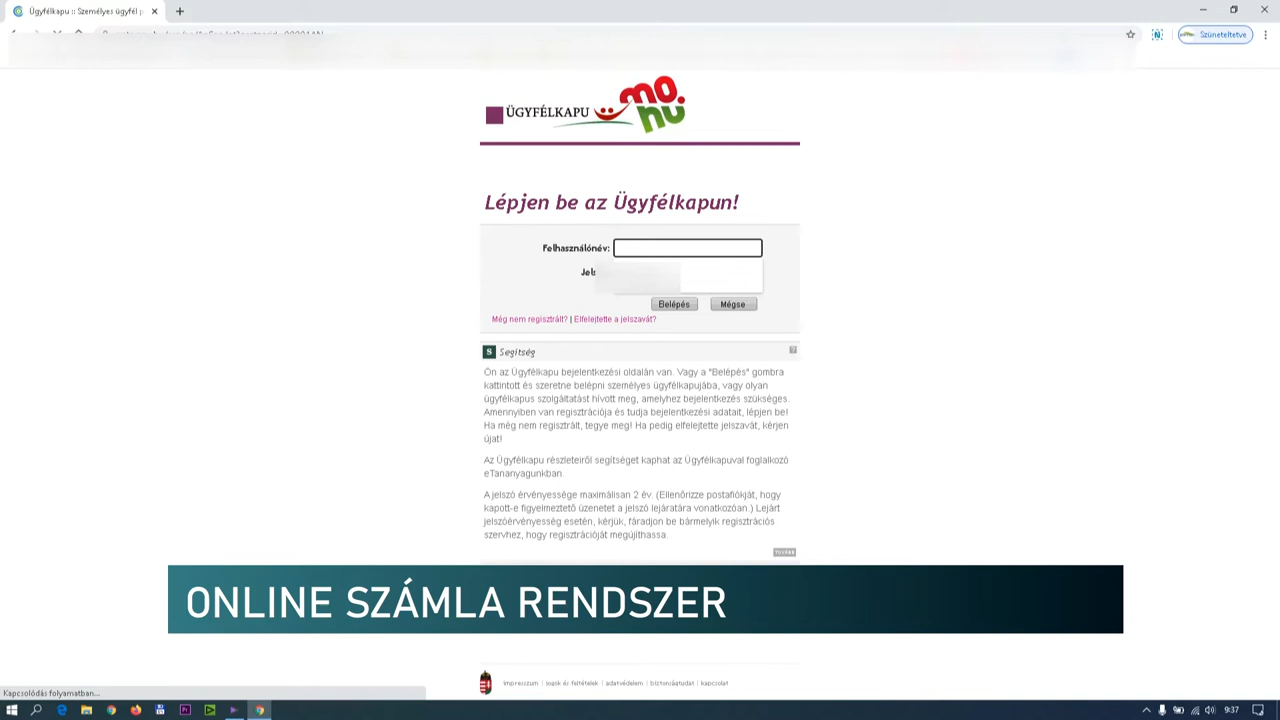 Ügyfélkapu :: Személyes ügyfél p
Szüneteltetve
ÜGYFÉLKAPU
mo.
hu
Lépjen be az Ügyfélkapun!
Felhasználónév:
Jels
Belépés Mégse
Még nem regisztrált? | Elfelejtette a jelszavát?
S Segítség ?
Ön az Ügyfélkapu bejelentkezési oldalán van. Vagy a "Belépés" gombra
kattintott és szeretne belépni személyes ügyfélkapujába, vagy olyan
ügyfélkapus szolgáltatást hívott meg, amelyhez bejelentkezés szükséges.
Amennyiben van regisztrációja és tudja bejelentkezési adatait, lépjen be!
Ha még nem regisztrált, tegye meg! Ha pedig elfelejtette jelszavát, kérjen
újat!
Az Ügyfélkapu részleteiről segítséget kaphat az Ügyfélkapuval foglalkozó
eTananyagunkban.
A jelszó érvényessége maximálisan 2 év. (Ellenőrizze postafiókját, hogy
kapott-e figyelmeztető üzenetet a jelszó lejáratára vonatkozóan.) Lejárt
jelszóérvényesség esetén, kérjük, fáradjon be bármelyik regisztrációs
szervhez, hogy regisztrációját megújíthassa.
TOVÁBB
ONLINE SZÁMLA RENDSZER
impresszum | jogok és feltételek | adatvédelem | biztonságtudat | kapcsolat
Kapcsolódás folyamatban...
9:37